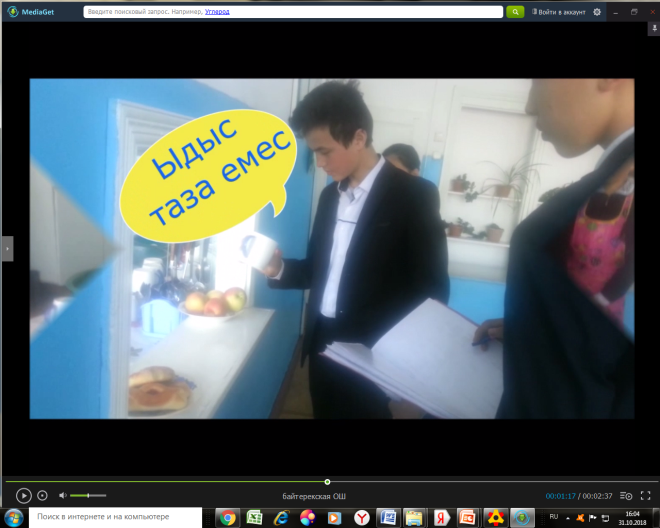 MediaGet
Введите поисковый запрос. Например, Углерод
Войти в аккаунт
Ыдыс
таза емес
байтерекская ОШ
00:01:17 / 00:02:37
Поиск в интернете и на компьютере
RU
16:04
31.10.2018